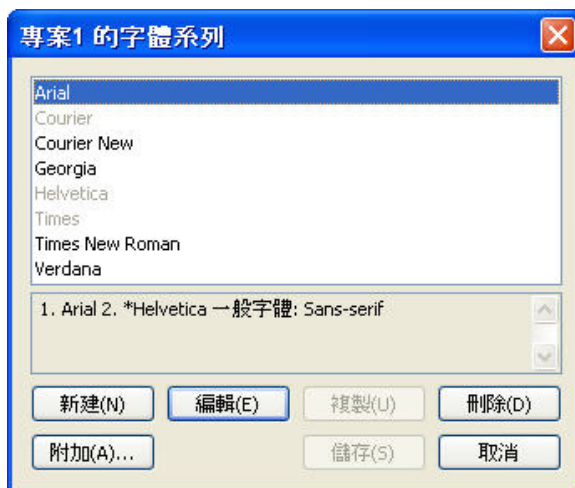 專案1 的字體系列
Arial
Courier
Courier New
Georgia
Helvetica
Times
Times New Roman
Verdana
1. Arial 2. *Helvetica 一般字體: Sans-serif
新建(N) 編輯(E) 複製(U) 刪除(D)
附加(A)... 儲存(S) 取消